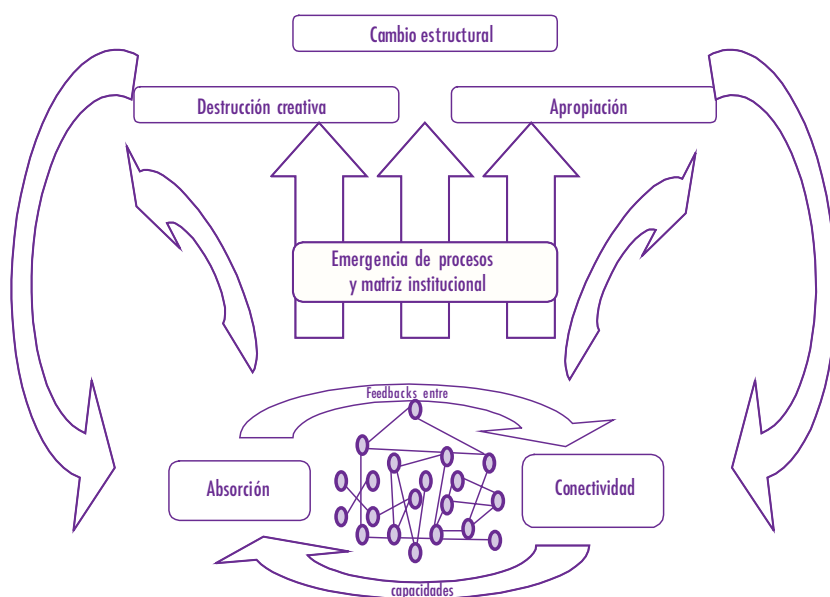 Cambio estructural
Destrucción creativa
Apropiación
Emergencia de procesos
y matriz institucional
Feedbacks entre
Absorción
Conectividad
capacidades